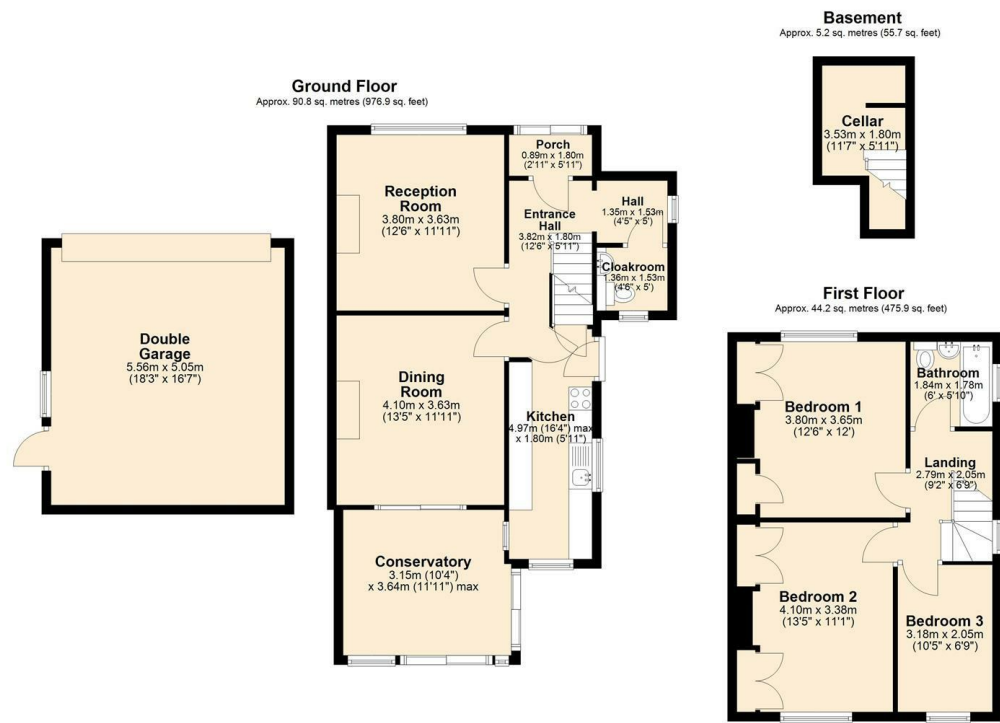 Basement
Approx. 5.2 sq. metres (55.7 sq. feet)
Cellar
3.53m x 1.80m
(11'7" x 5'11")
Ground Floor
Approx. 90.8 sq. metres (976.9 sq. feet)
Porch
0.89m x 1.80m
(2'11" x 5'11")
Reception
Room
3.80m x 3.63m
(12'6" x 11'11")
Entrance
Hall
3.82m x 1.80m
(12'6" x 5'11")
Hall
1.35m x 1.53m
(4'5" x 5')
Cloakroom
1.36m x 1.53m
(4'6" x 5')
Double
Garage
5.56m x 5.05m
(18'3" x 16'7")
Dining
Room
4.10m x 3.63m
(13'5" x 11'11")
Kitchen
4.97m (16'4") max
x 1.80m (5'11")
Conservatory
3.15m (10'4")
x 3.64m (11'11") max
First Floor
Approx. 44.2 sq. metres (475.9 sq. feet)
Bathroom
1.84m x 1.78m
(6' x 5'10")
Bedroom 1
3.80m x 3.65m
(12'6" x 12')
Landing
2.79m x 2.05m
(9'2" x 6'9")
Bedroom 2
4.10m x 3.38m
(13'5" x 11'1")
Bedroom 3
3.18m x 2.05m
(10'5" x 6'9")